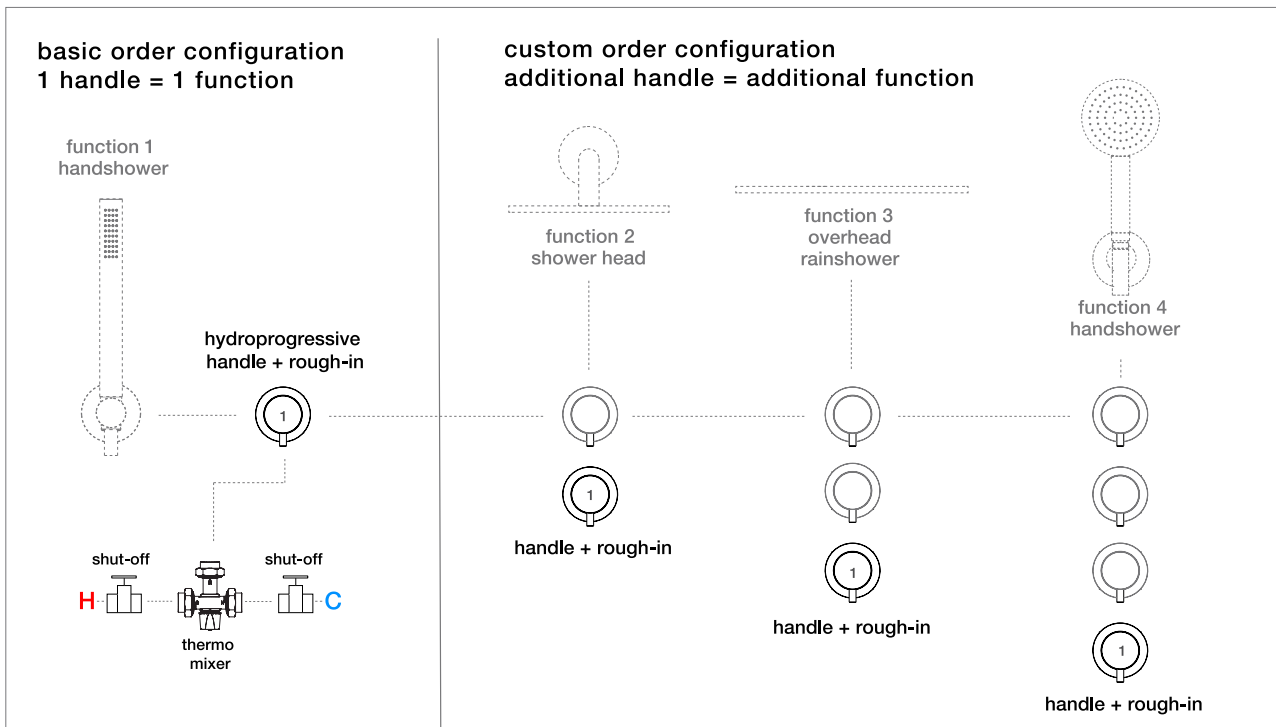 basic order configuration
1 handle = 1 function
function 1
handshower
hydroprogressive
handle + rough-in
1
shut-off
shut-off
H
C
thermo
mixer
custom order configuration
additional handle = additional function
function 2
shower head
function 3
overhead
rainshower
function 4
handshower
1
handle + rough-in
1
handle + rough-in
1
handle + rough-in